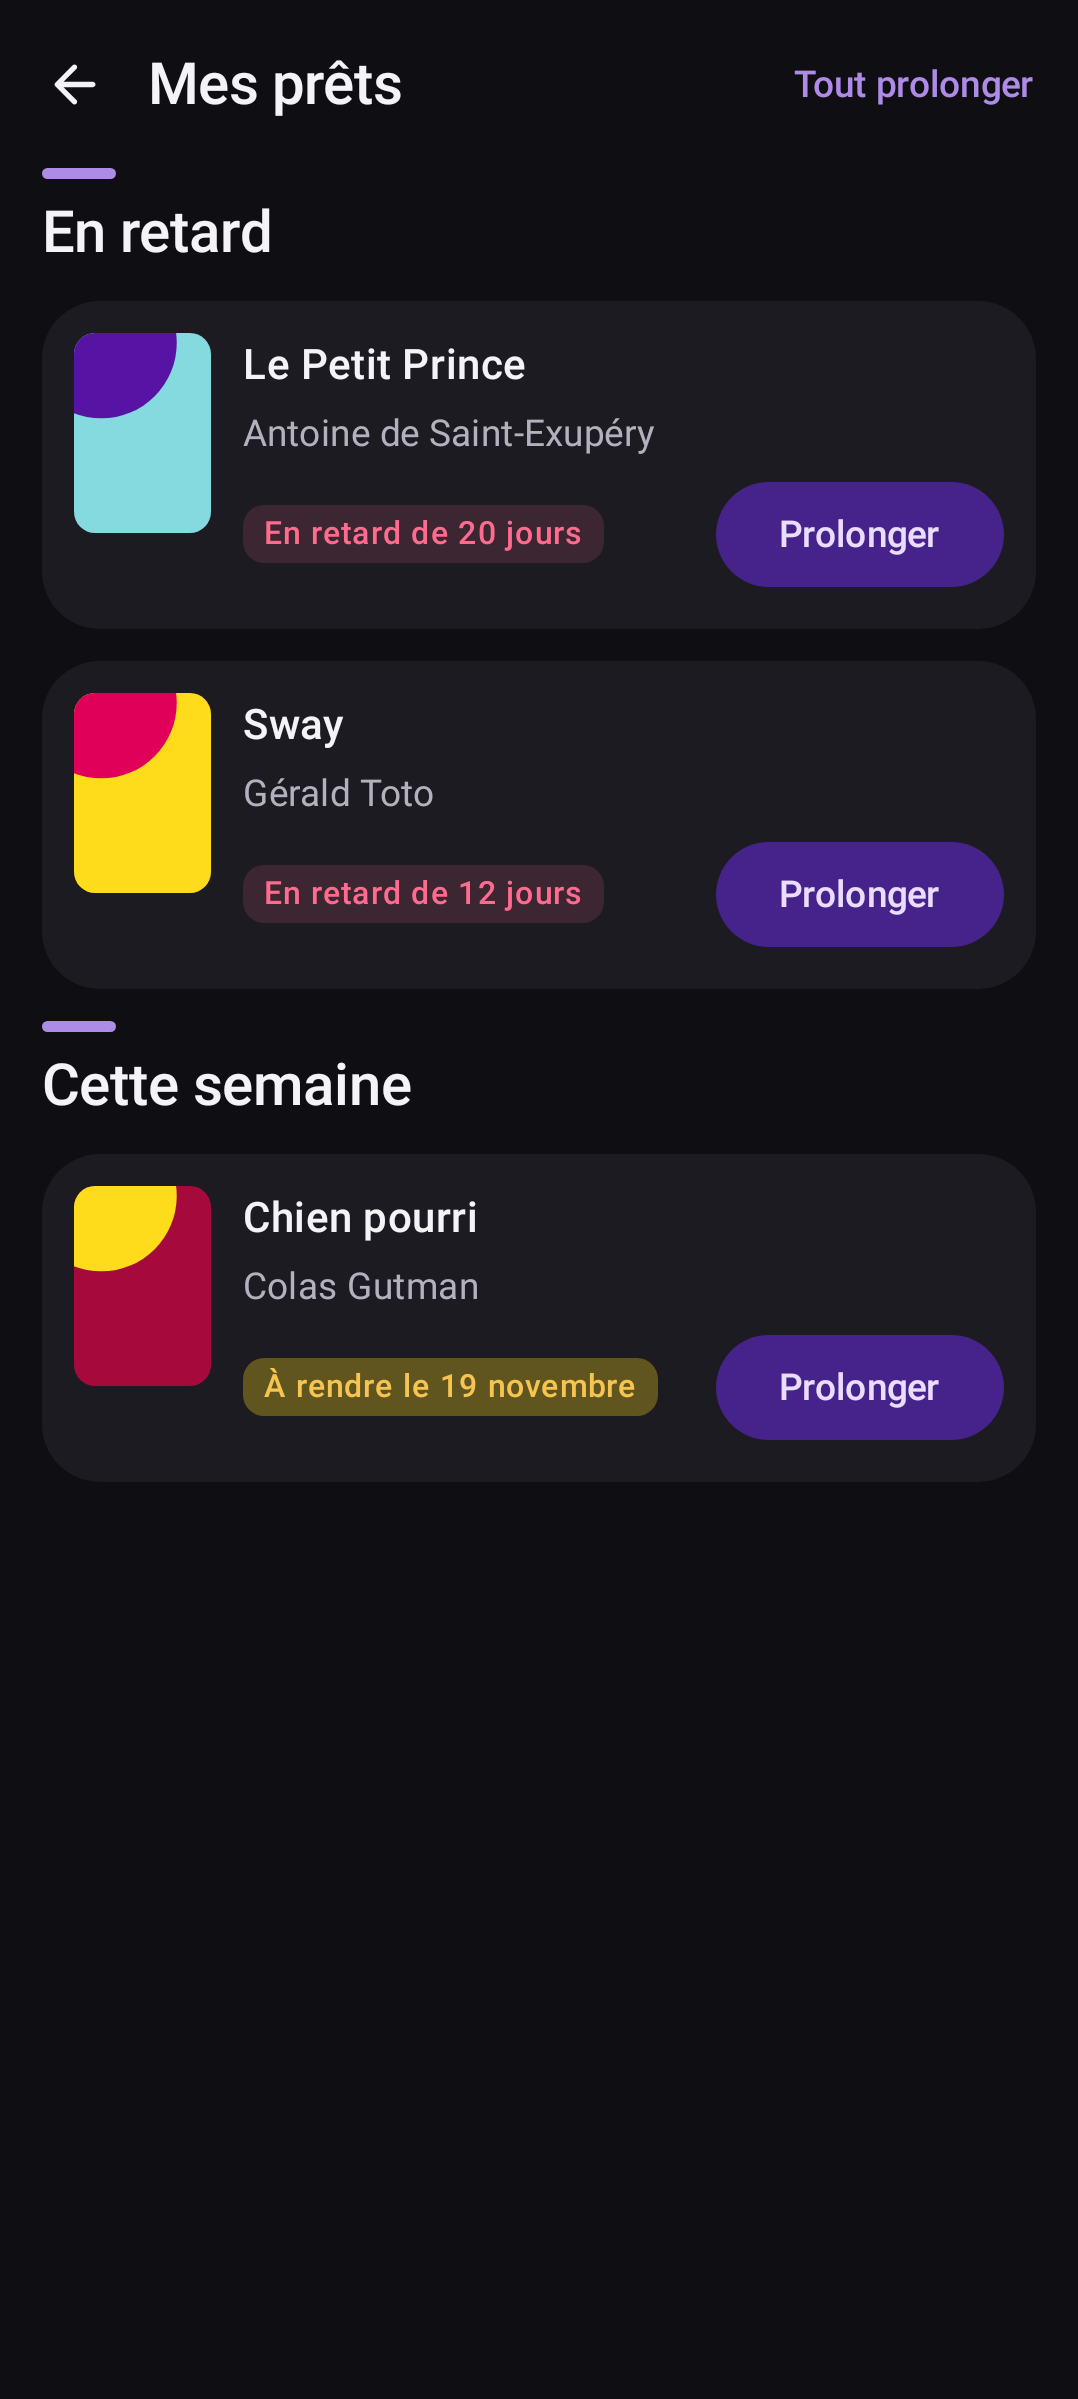 Mes prêts
Tout prolonger
En retard
Le Petit Prince
Antoine de Saint-Exupéry
En retard de 20 jours
Prolonger
Sway
Gérald Toto
En retard de 12 jours
Prolonger
Cette semaine
Chien pourri
Colas Gutman
À rendre le 19 novembre
Prolonger